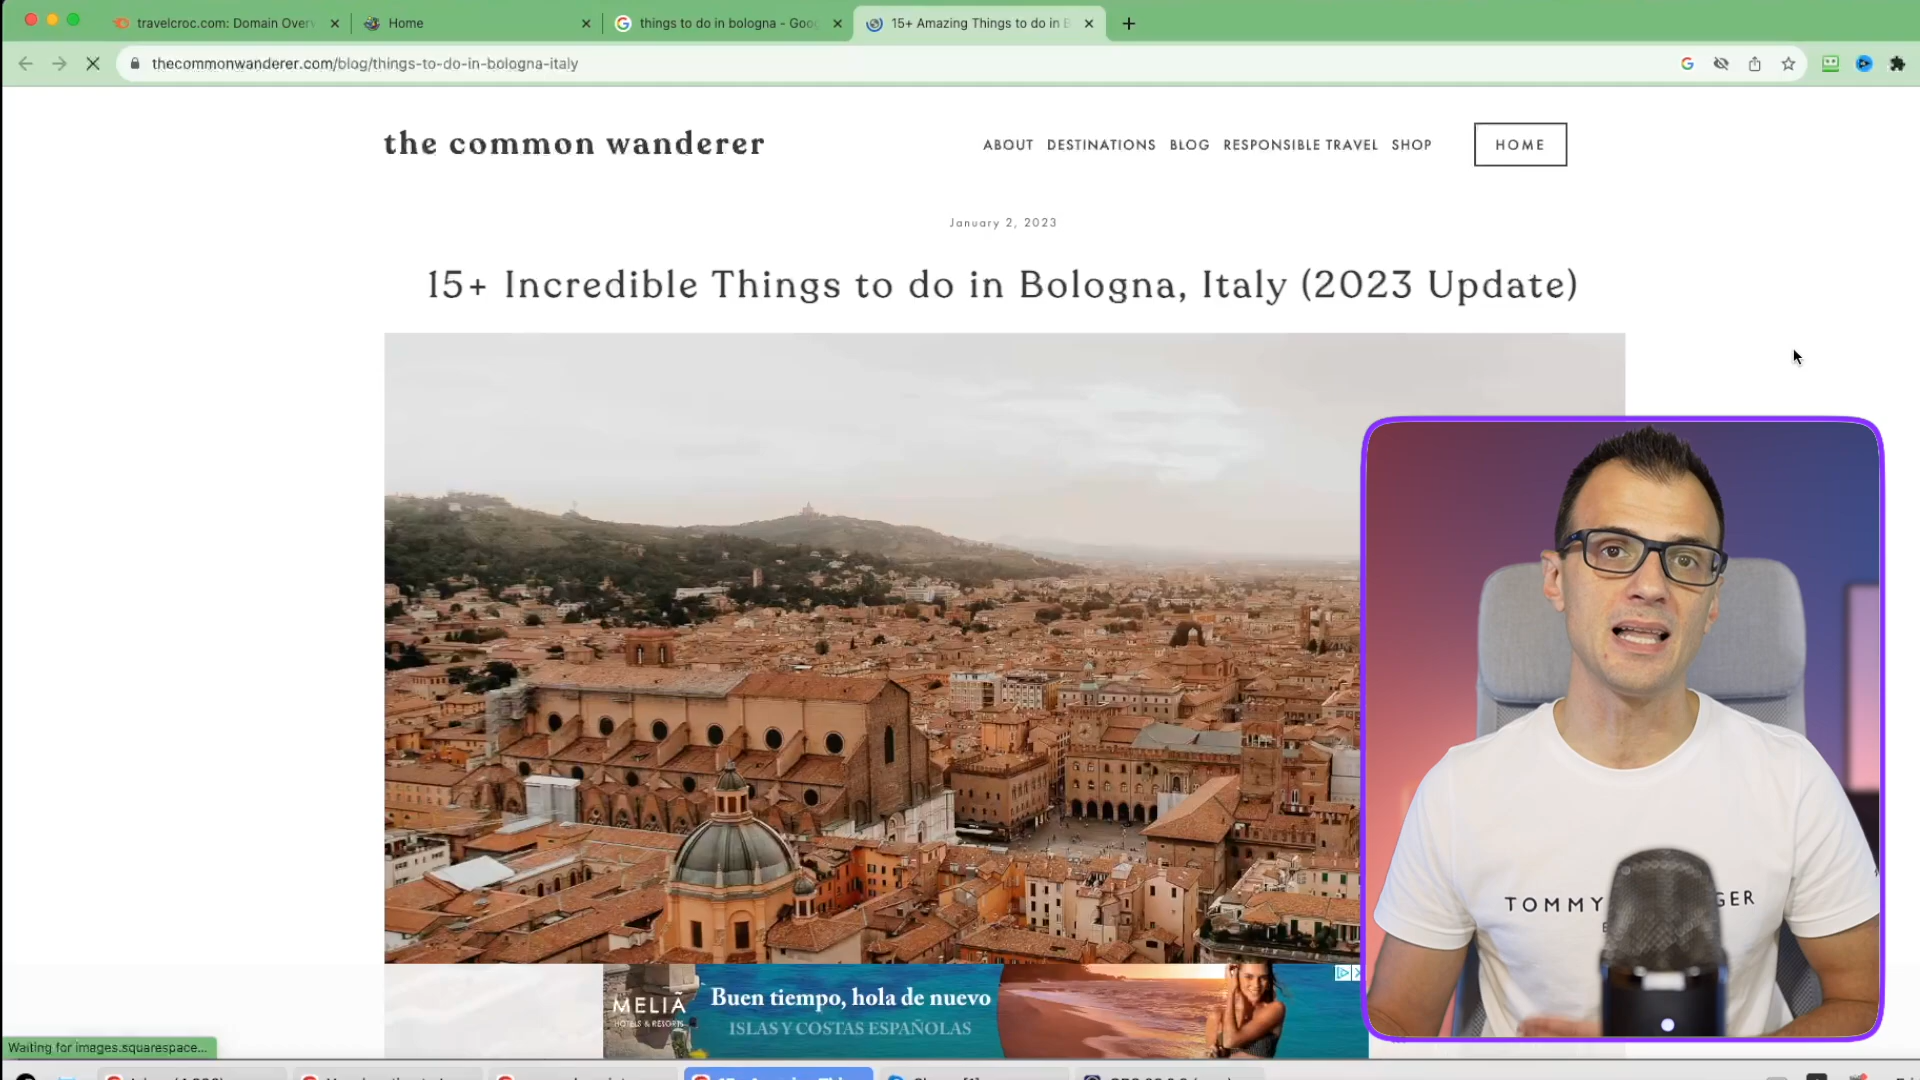 travelcroc.com: Domain Over
Home
things to do in bologna - Goo
15+ Amazing Things to do in B
thecommonwanderer.com/blog/things-to-do-in-bologna-italy
the common wanderer
ABOUT DESTINATIONS BLOG RESPONSIBLE TRAVEL SHOP
HOME
January 2, 2023
15+ Incredible Things to do in Bologna, Italy (2023 Update)
TOMMY GER
MELIÃ
HOTELS & RESORTS
Buen tiempo, hola de nuevo
ISLAS Y COSTAS ESPAÑOLAS
Waiting for images.squarespace...